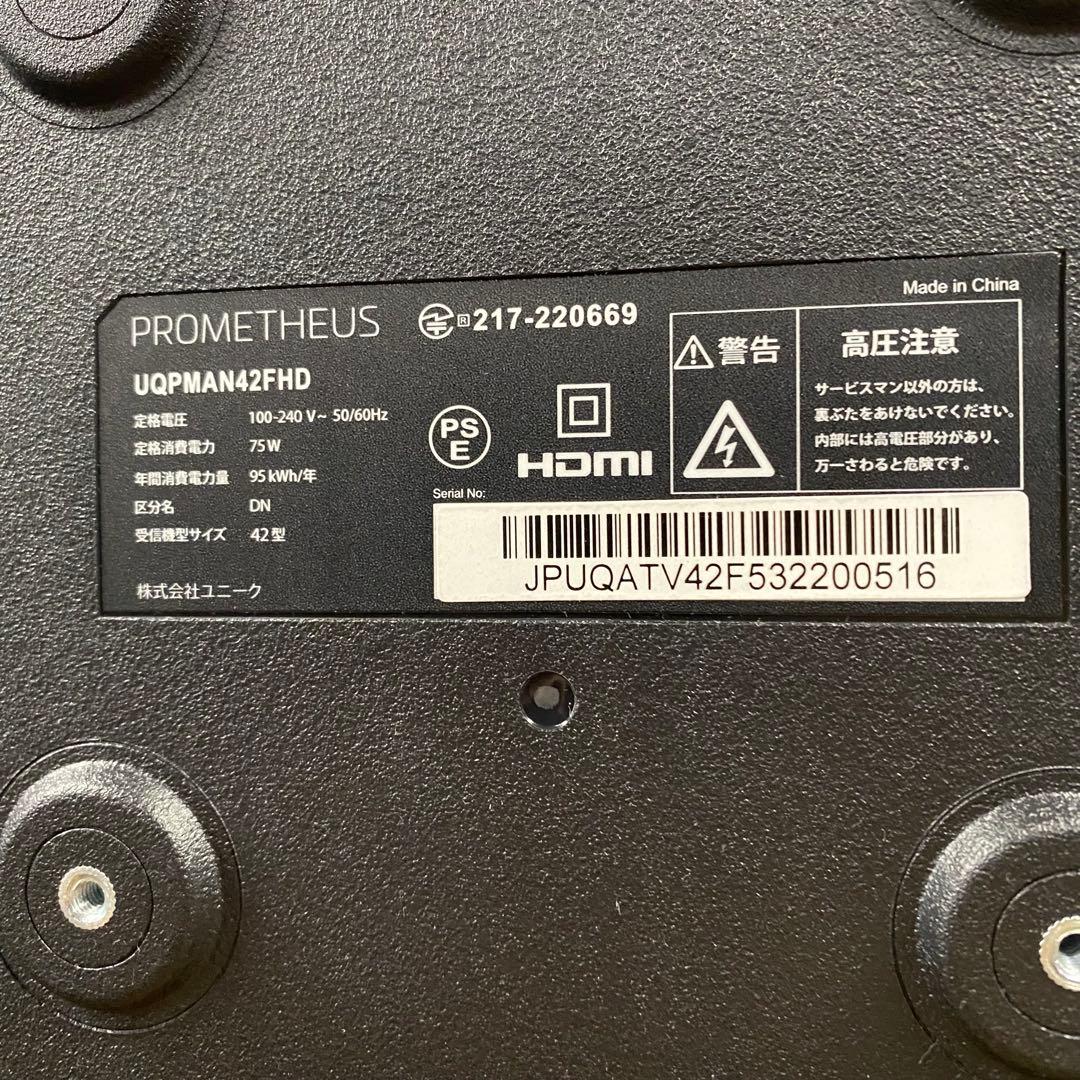 Made in China
PROMETHEUS
R 217-220669
UQPMAN42FHD
定格電圧 100-240 V~ 50/60Hz
定格消費電力 75W
年間消費電力量 95 kWh/年
区分名 DN
受信機型サイズ 42型
株式会社ユニーク
PS
E
HDMI
警告
高圧注意
サービスマン以外の方は、
裏ぶたをあけないでください。
内部には高電圧部分があり、
万一さわると危険です。
Serial No:
JPUQATV42F532200516